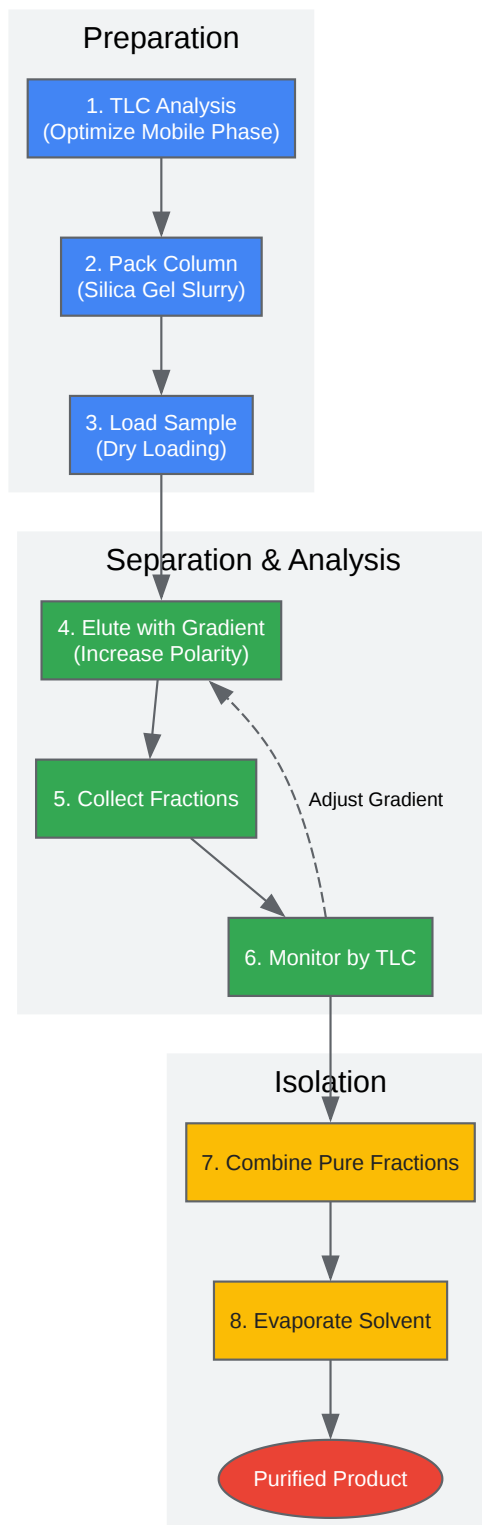 Preparation
1. TLC Analysis
(Optimize Mobile Phase)
2. Pack Column
(Silica Gel Slurry)
3. Load Sample
(Dry Loading)
Separation & Analysis
4. Elute with Gradient
(Increase Polarity)
5. Collect Fractions
Adjust Gradient
6. Monitor by TLC
Isolation
7. Combine Pure Fractions
8. Evaporate Solvent
Purified Product